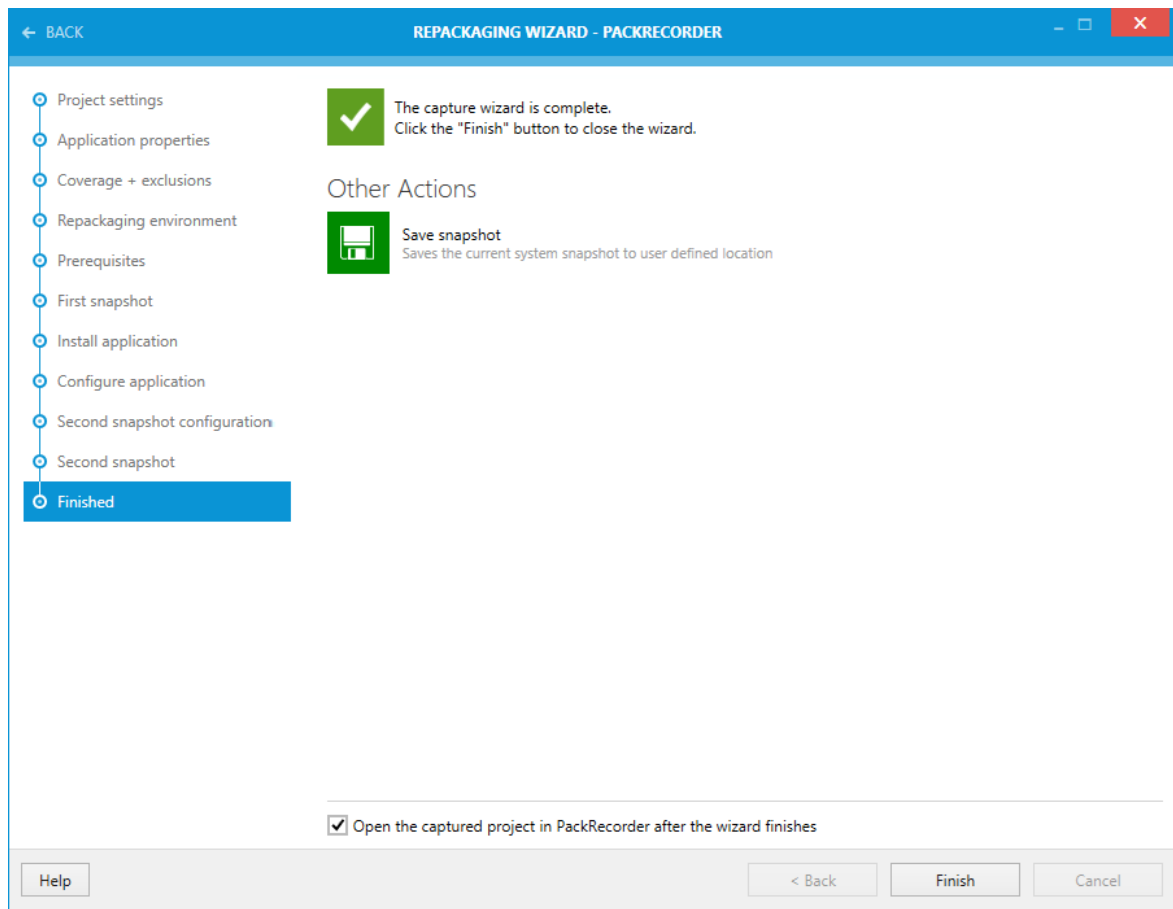 ← BACK
REPACKAGING WIZARD - PACKRECORDER
Project settings
Application properties
Coverage + exclusions
Repackaging environment
Prerequisites
First snapshot
Install application
Configure application
Second snapshot configuration
Second snapshot
Finished
The capture wizard is complete.
Click the "Finish" button to close the wizard.
Other Actions
Save snapshot
Saves the current system snapshot to user defined location
Open the captured project in PackRecorder after the wizard finishes
Help
< Back
Finish
Cancel